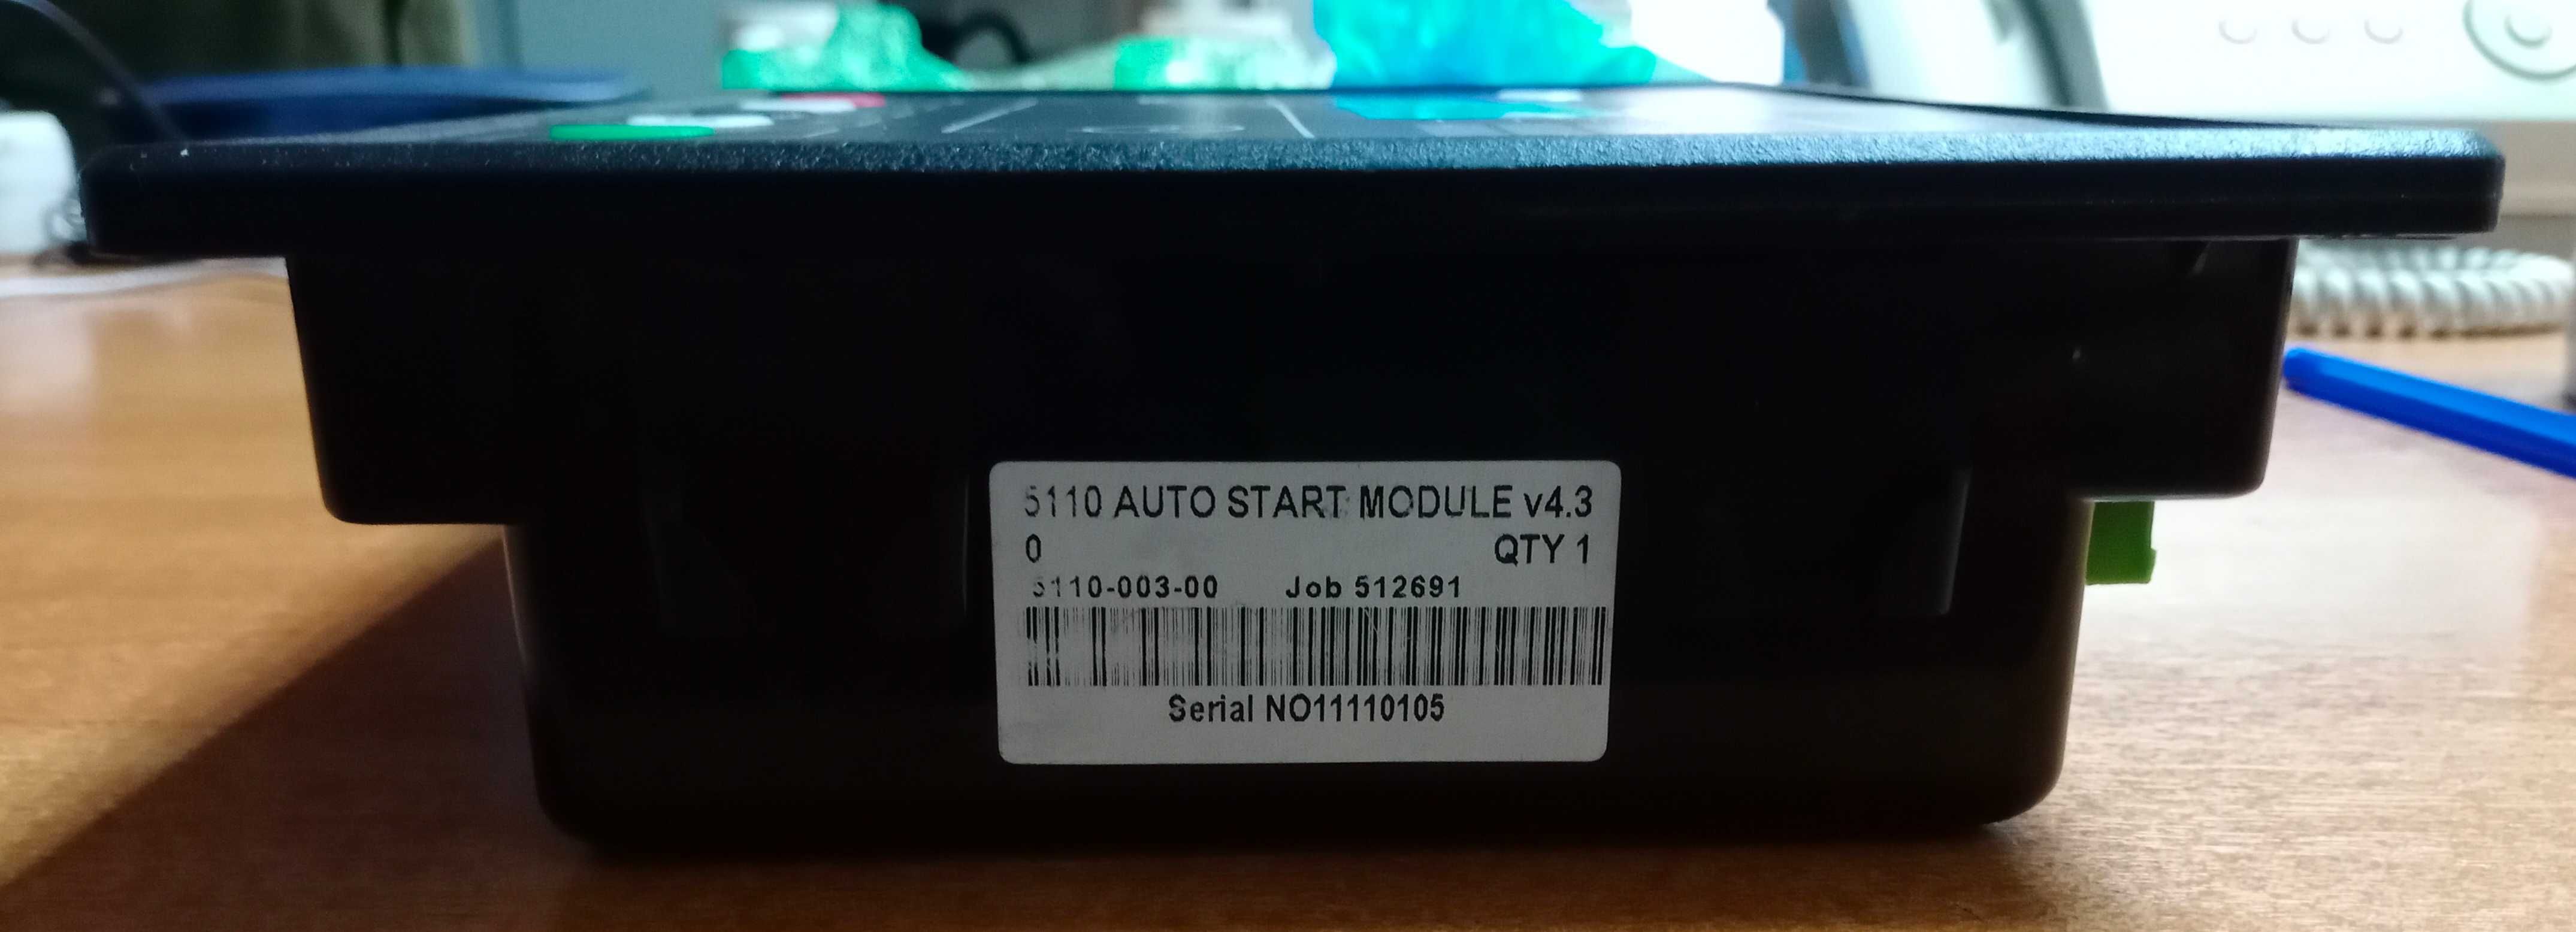 5110 AUTO START MODULE v4.3
0 QTY 1
5110-003-00 Job 512691
Serial NO11110105